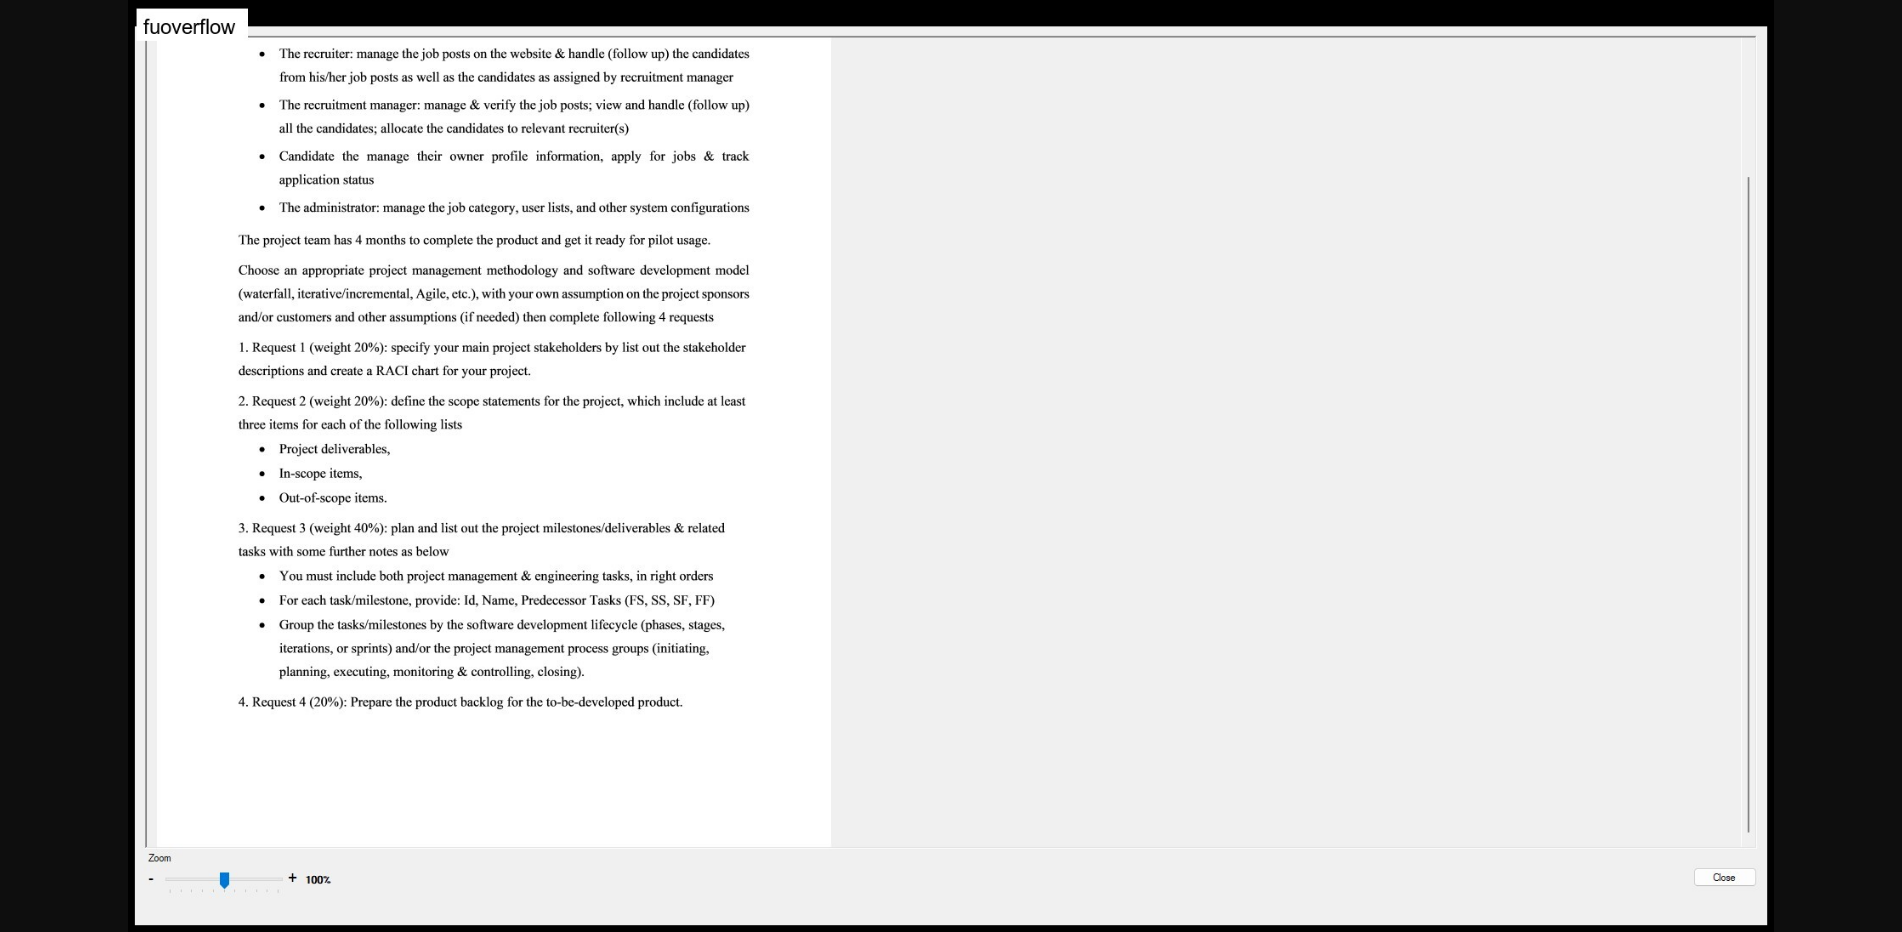 fuoverflow
• The recruiter: manage the job posts on the website & handle (follow up) the candidates
from his/her job posts as well as the candidates as assigned by recruitment manager
• The recruitment manager: manage & verify the job posts; view and handle (follow up)
all the candidates; allocate the candidates to relevant recruiter(s)
• Candidate the manage their owner profile information, apply for jobs & track
application status
• The administrator: manage the job category, user lists, and other system configurations
The project team has 4 months to complete the product and get it ready for pilot usage.
Choose an appropriate project management methodology and software development model
(waterfall, iterative/incremental, Agile, etc.), with your own assumption on the project sponsors
and/or customers and other assumptions (if needed) then complete following 4 requests
1. Request 1 (weight 20%): specify your main project stakeholders by list out the stakeholder
descriptions and create a RACI chart for your project.
2. Request 2 (weight 20%): define the scope statements for the project, which include at least
three items for each of the following lists
• Project deliverables,
• In-scope items,
• Out-of-scope items.
3. Request 3 (weight 40%): plan and list out the project milestones/deliverables & related
tasks with some further notes as below
• You must include both project management & engineering tasks, in right orders
• For each task/milestone, provide: Id, Name, Predecessor Tasks (FS, SS, SF, FF)
• Group the tasks/milestones by the software development lifecycle (phases, stages,
iterations, or sprints) and/or the project management process groups (initiating,
planning, executing, monitoring & controlling, closing).
4. Request 4 (20%): Prepare the product backlog for the to-be-developed product.
Zoom
- + 100%
Close